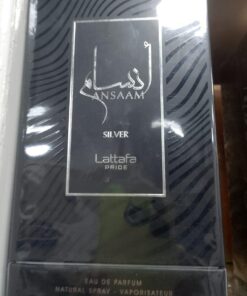 أنسام
ANSAAM
SILVER
Lattafa
PRIDE
EAU DE PARFUM
NATURAL SPRAY - VAPORISATEUR